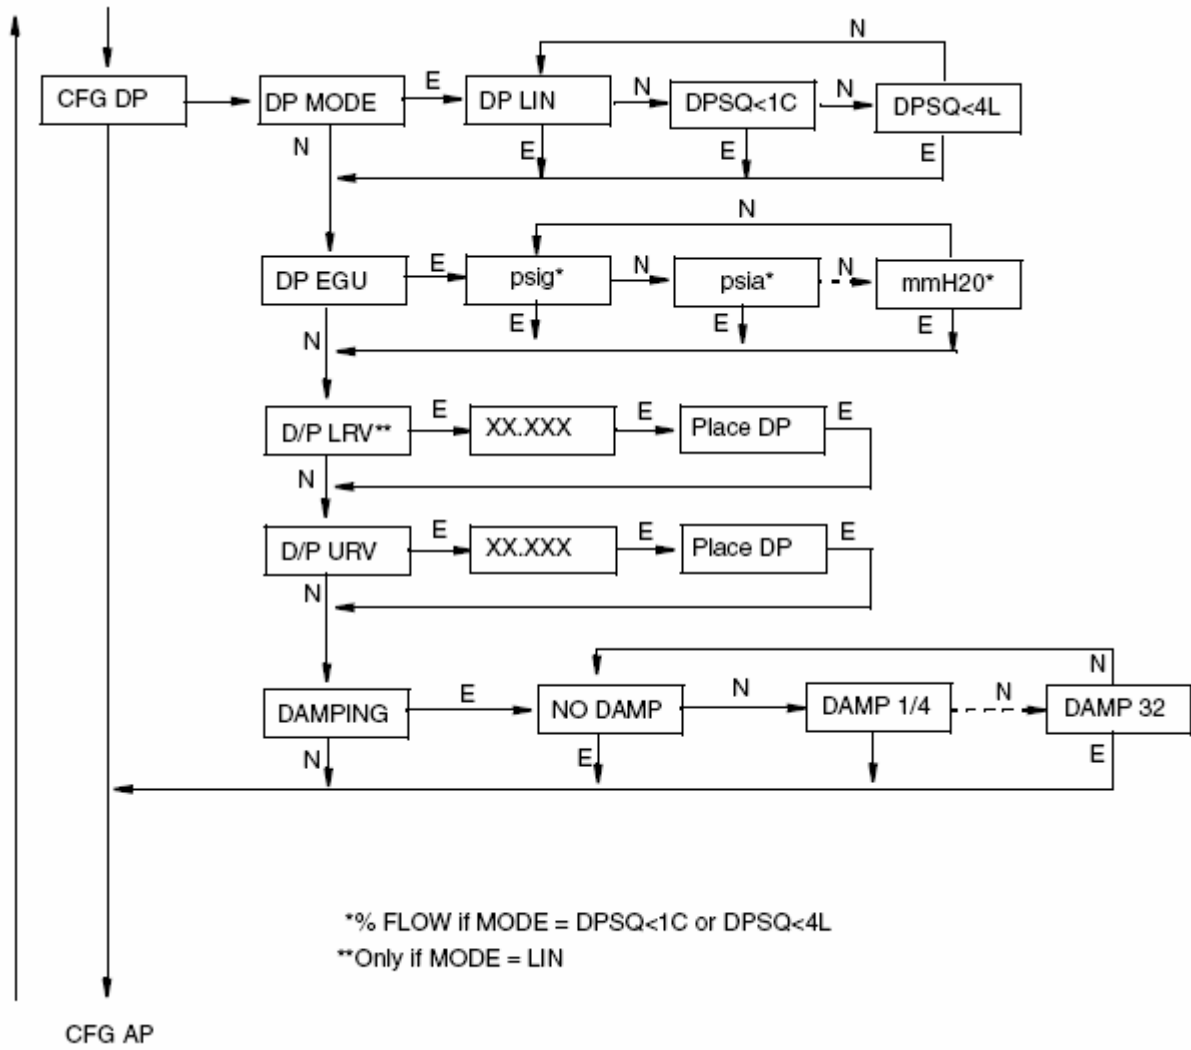 N
CFG DP
DP MODE
E
DP LIN
N
DPSQ<1C
N
DPSQ<4L
N
E
E
E
N
DP EGU
E
psig*
N
psia*
N
mmH20*
N
E
E
E
D/P LRV**
E
XX.XXX
E
Place DP
E
N
D/P URV
E
XX.XXX
E
Place DP
E
N
N
DAMPING
E
NO DAMP
N
DAMP 1/4
N
DAMP 32
N
E
E
*% FLOW if MODE = DPSQ<1C or DPSQ<4L
**Only if MODE = LIN
CFG AP